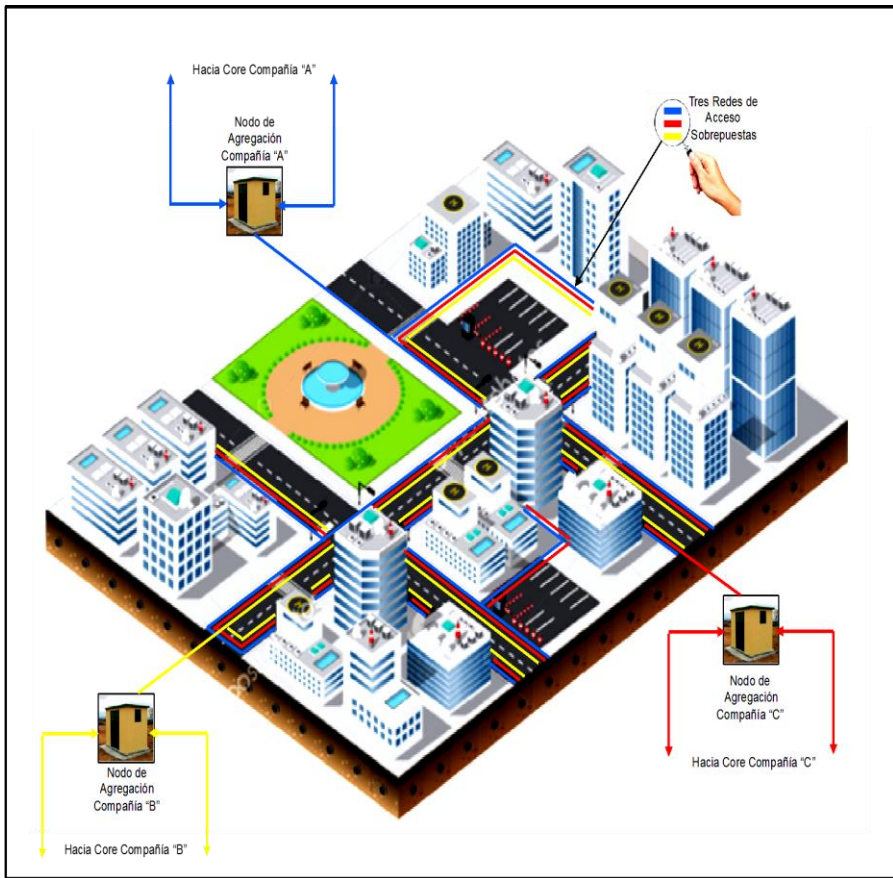 Hacia Core Compañía “A”
Nodo de
Agregación
Compañía “A”
Tres Redes de
Acceso
Sobrepuestas
Nodo de
Agregación
Compañía “C”
Hacia Core Compañía “C”
Nodo de
Agregación
Compañía “B”
Hacia Core Compañía “B”